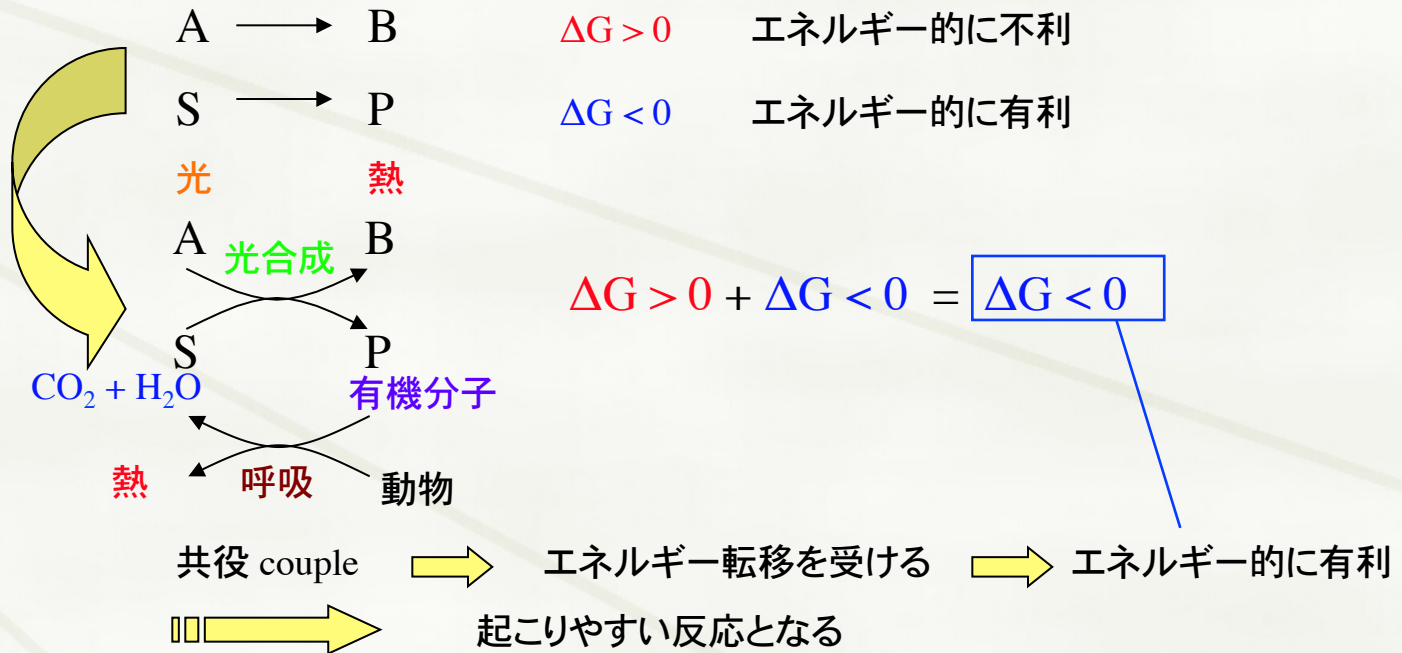 A → B ΔG > 0 エネルギー的に不利
S → P ΔG < 0 エネルギー的に有利
光 熱
A 光合成 B
ΔG > 0 + ΔG < 0 = ΔG < 0
S P
CO₂ + H₂O 有機分子
熱 呼吸 動物
共役 couple エネルギー転移を受ける エネルギー的に有利
起こりやすい反応となる